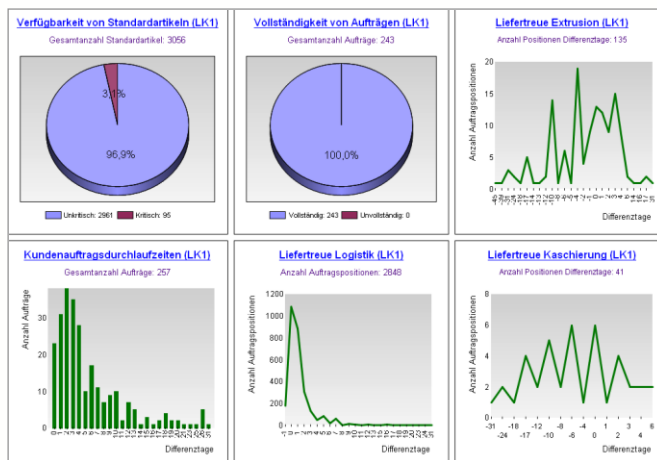 Verfügbarkeit von Standardartikeln (LK1)
Gesamtanzahl Standardartikel: 3056
3,1%
96,9%
Unkritisch: 2961 Kritisch: 95
Vollständigkeit von Aufträgen (LK1)
Gesamtanzahl Aufträge: 243
100,0%
Vollständig: 243 Unvollständig: 0
Liefertreue Extrusion (LK1)
Anzahl Positionen Differenztage: 135
Anzahl Auftragspositionen
20
15
10
5
0
Differenztage
Kundenauftragsdurchlaufzeiten (LK1)
Gesamtanzahl Aufträge: 257
Anzahl Aufträge
30
20
10
0
Differenztage
Liefertreue Logistik (LK1)
Anzahl Auftragspositionen: 2848
Anzahl Auftragspositionen
1200
1000
800
600
400
200
0
Differenztage
Liefertreue Kaschierung (LK1)
Anzahl Positionen Differenztage: 41
Anzahl Auftragspositionen
8
6
4
2
0
-31 -17 -10 -6 0 2 6
-24 -12 -8 -4 1 3
Differenztage